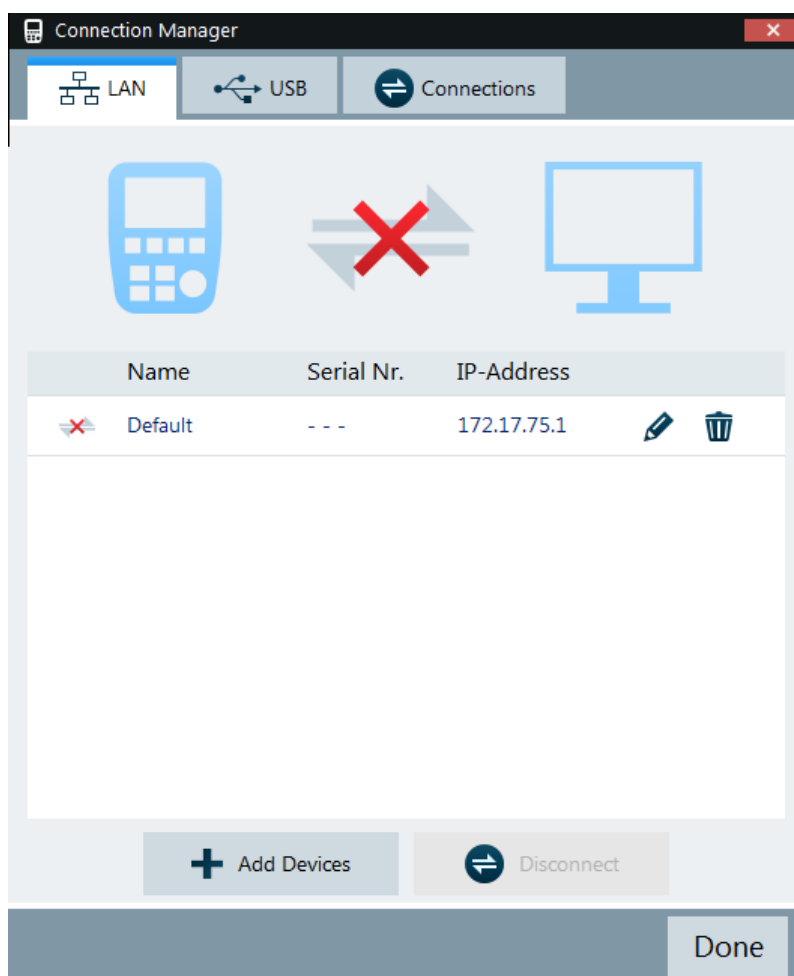 Connection Manager
LAN
USB
Connections
Name Serial Nr. IP-Address
Default - - - 172.17.75.1
Add Devices
Disconnect
Done